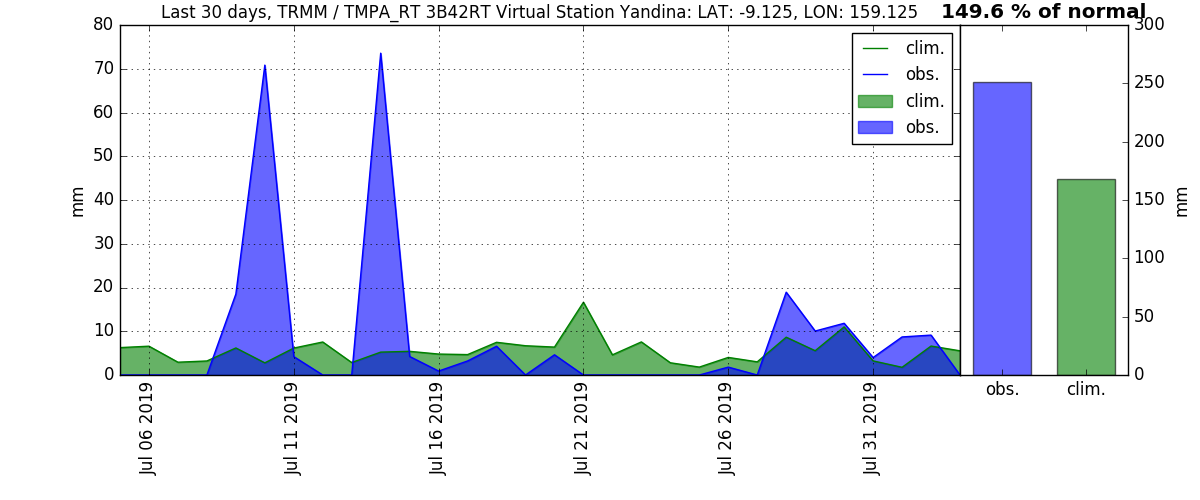 Last 30 days, TRMM / TMPA_RT 3B42RT Virtual Station Yandina: LAT: -9.125, LON: 159.125
149.6 % of normal
80
70
60
50
40
30
20
10
0
mm
clim.
obs.
clim.
obs.
Jul 06 2019
Jul 11 2019
Jul 16 2019
Jul 21 2019
Jul 26 2019
Jul 31 2019
300
250
200
150
100
50
0
mm
obs.
clim.